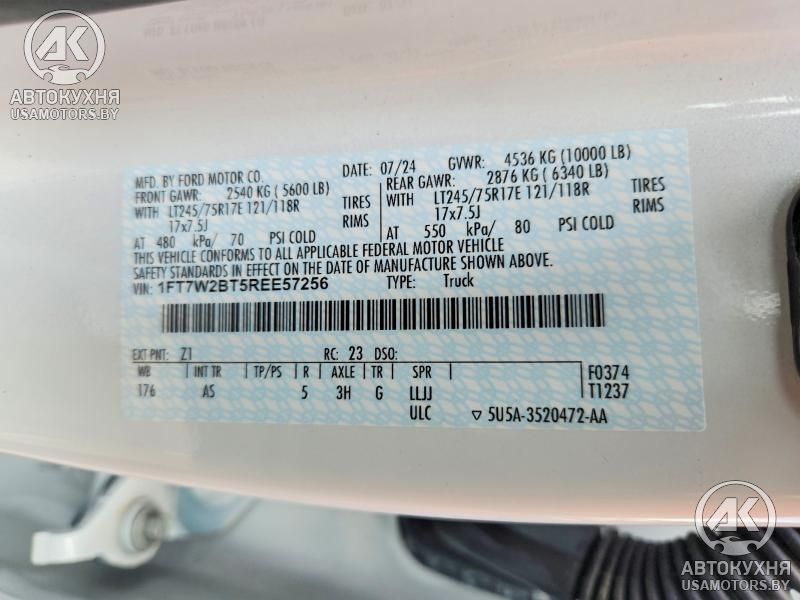 АК
АВТОКУХНЯ
USAMOTORS.BY
MFD. BY FORD MOTOR CO. DATE: 07/24 GVWR: 4536 KG (10000 LB)
FRONT GAWR: 2540 KG ( 5600 LB) REAR GAWR: 2876 KG ( 6340 LB)
WITH LT245/75R17E 121/118R TIRES WITH LT245/75R17E 121/118R TIRES
17x7.5J RIMS 17x7.5J RIMS
AT 480 kPa/ 70 PSI COLD AT 550 kPa/ 80 PSI COLD
THIS VEHICLE CONFORMS TO ALL APPLICABLE FEDERAL MOTOR VEHICLE
SAFETY STANDARDS IN EFFECT ON THE DATE OF MANUFACTURE SHOWN ABOVE.
VIN: 1FT7W2BT5REE57256 TYPE: Truck
EXT PNT: Z1 RC: 23 DSO:
WB INT TR TP/PS R AXLE TR SPR F0374
176 AS 5 3H G LLJJ T1237
ULC ▽ 5U5A-3520472-AA
АК
АВТОКУХНЯ
USAMOTORS.BY